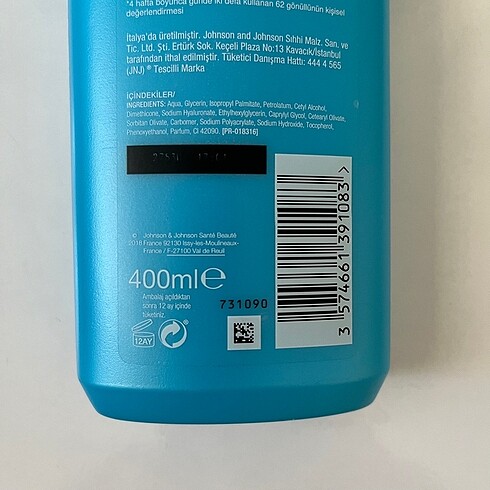 *4 hafta boyunca günde iki defa kullanan 62 gönüllünün kişisel
değerlendirmesi
İtalya'da üretilmiştir. Johnson and Johnson Sıhhi Malz. San. ve
Tic. Ltd. Şti. Ertürk Sok. Keçeli Plaza No:13 Kavacık/İstanbul
tarafından ithal edilmiştir. Tüketici Danışma Hattı: 444 4 565
(JNJ) ® Tescilli Marka
İÇİNDEKİLER/
INGREDIENTS: Aqua, Glycerin, Isopropyl Palmitate, Petrolatum, Cetyl Alcohol,
Dimethicone, Sodium Hyaluronate, Ethylhexylglycerin, Caprylyl Glycol, Cetearyl Olivate,
Sorbitan Olivate, Carbomer, Sodium Polyacrylate, Sodium Hydroxide, Tocopherol,
Phenoxyethanol, Parfum, CI 42090. [PR-018316]
© Johnson & Johnson Santé Beauté
2016 France 92130 Issy-les-Moulineaux-
France / F-27100 Val de Reuil
400ml℮
Ambalaj açıldıktan
sonra 12 ay içinde
tüketiniz.
12AY
731090
3 574661 391083 >